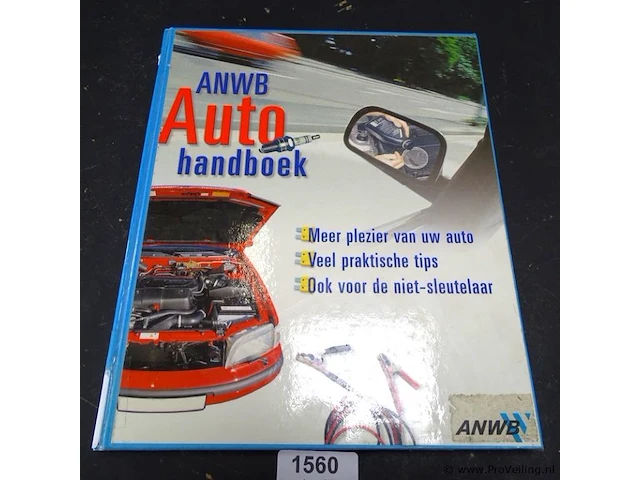 ANWB
Auto
handboek
Meer plezier van uw auto
Veel praktische tips
Ook voor de niet-sleutelaar
ANWB
1560
www.ProVeiling.nl